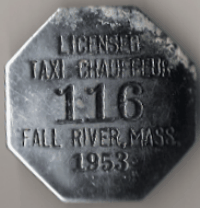 LICENSED
TAXI CHAUFFEUR
116
FALL RIVER, MASS.
1953